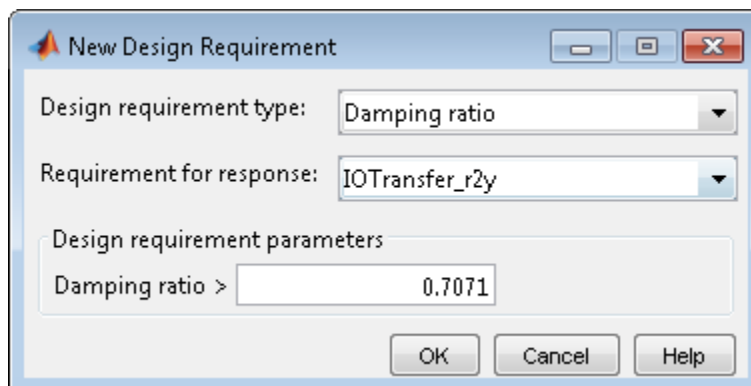 New Design Requirement
Design requirement type: Damping ratio
Requirement for response: IOTransfer_r2y
Design requirement parameters
Damping ratio > 0.7071
OK Cancel Help